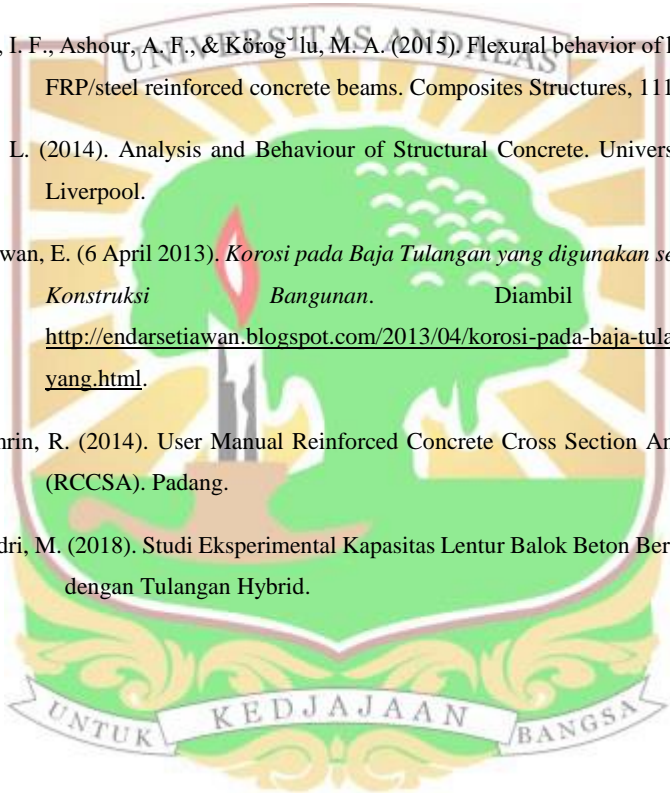 UNIVERSITAS ANDALAS
, I. F., Ashour, A. F., & Körog˘ lu, M. A. (2015). Flexural behavior of
FRP/steel reinforced concrete beams. Composites Structures, 111
L. (2014). Analysis and Behaviour of Structural Concrete. Univers
Liverpool.
wan, E. (6 April 2013). Korosi pada Baja Tulangan yang digunakan se
Konstruksi Bangunan. Diambil
http://endarsetiawan.blogspot.com/2013/04/korosi-pada-baja-tula
yang.html.
nrin, R. (2014). User Manual Reinforced Concrete Cross Section An
(RCCSA). Padang.
dri, M. (2018). Studi Eksperimental Kapasitas Lentur Balok Beton Ber
dengan Tulangan Hybrid.
UNTUK KEDJAJAAN BANGSA